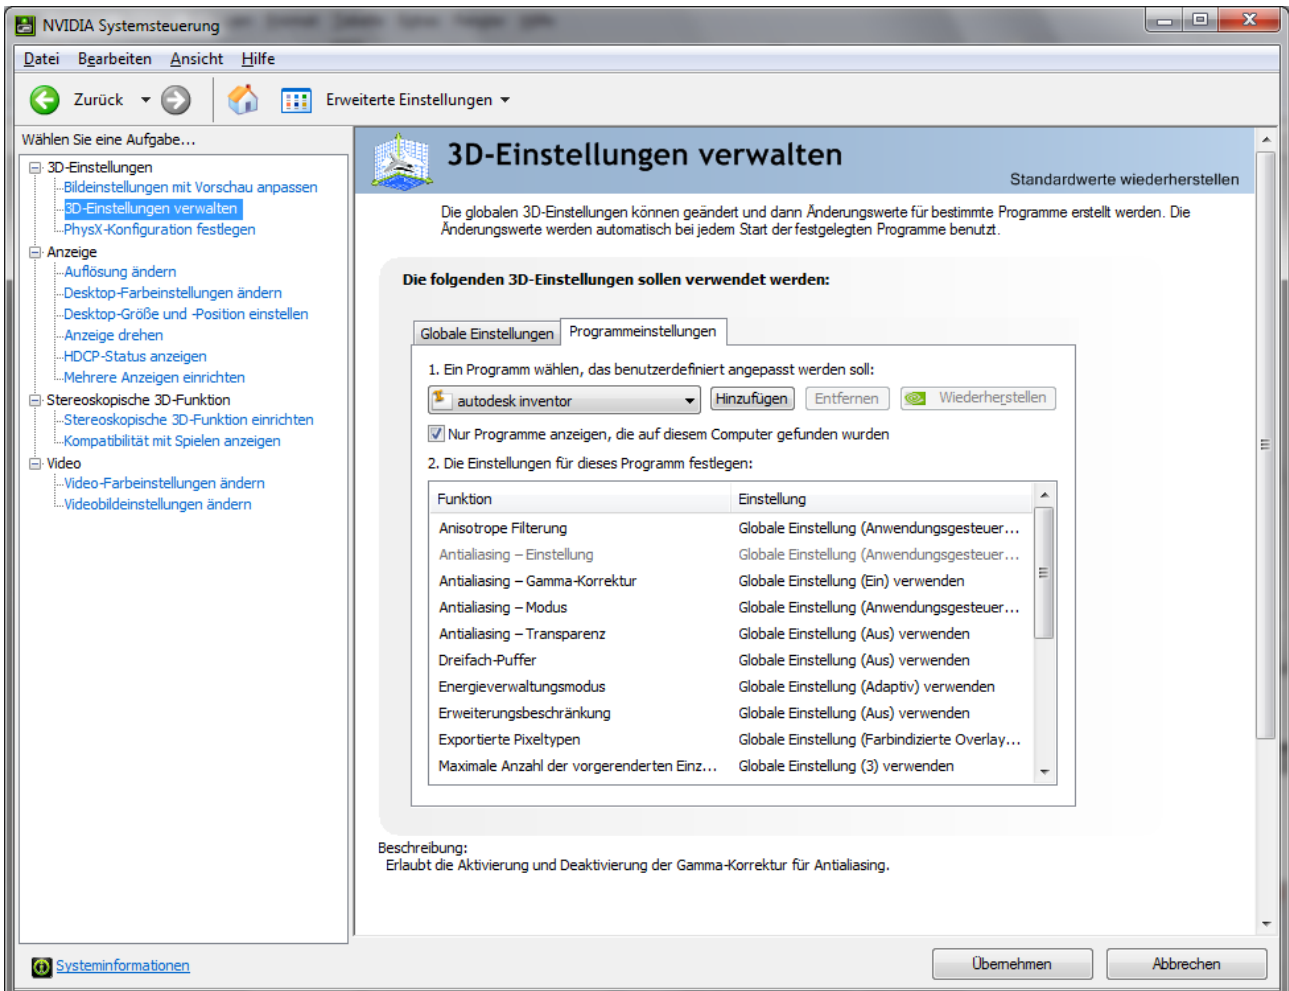 NVIDIA Systemsteuerung
Datei Bearbeiten Ansicht Hilfe
Zurück Erweiterte Einstellungen
Wählen Sie eine Aufgabe...
3D-Einstellungen
Bildeinstellungen mit Vorschau anpassen
3D-Einstellungen verwalten
PhysX-Konfiguration festlegen
Anzeige
Auflösung ändern
Desktop-Farbeinstellungen ändern
Desktop-Größe und -Position einstellen
Anzeige drehen
HDCP-Status anzeigen
Mehrere Anzeigen einrichten
Stereoskopische 3D-Funktion
Stereoskopische 3D-Funktion einrichten
Kompatibilität mit Spielen anzeigen
Video
Video-Farbeinstellungen ändern
Videobildeinstellungen ändern
3D-Einstellungen verwalten
Standardwerte wiederherstellen
Die globalen 3D-Einstellungen können geändert und dann Änderungswerte für bestimmte Programme erstellt werden. Die
Änderungswerte werden automatisch bei jedem Start der festgelegten Programme benutzt.
Die folgenden 3D-Einstellungen sollen verwendet werden:
Globale Einstellungen Programmeinstellungen
1. Ein Programm wählen, das benutzerdefiniert angepasst werden soll:
autodesk inventor Hinzufügen Entfernen Wiederherstellen
Nur Programme anzeigen, die auf diesem Computer gefunden wurden
2. Die Einstellungen für dieses Programm festlegen:
Funktion Einstellung
Anisotrope Filterung Globale Einstellung (Anwendungsgesteuer...
Antialiasing – Einstellung Globale Einstellung (Anwendungsgesteuer...
Antialiasing – Gamma-Korrektur Globale Einstellung (Ein) verwenden
Antialiasing – Modus Globale Einstellung (Anwendungsgesteuer...
Antialiasing – Transparenz Globale Einstellung (Aus) verwenden
Dreifach-Puffer Globale Einstellung (Aus) verwenden
Energieverwaltungsmodus Globale Einstellung (Adaptiv) verwenden
Erweiterungsbeschränkung Globale Einstellung (Aus) verwenden
Exportierte Pixeltypen Globale Einstellung (Farbindizierte Overlay...
Maximale Anzahl der vorgerenderten Einz... Globale Einstellung (3) verwenden
Beschreibung:
Erlaubt die Aktivierung und Deaktivierung der Gamma-Korrektur für Antialiasing.
Systeminformationen
Übernehmen Abbrechen